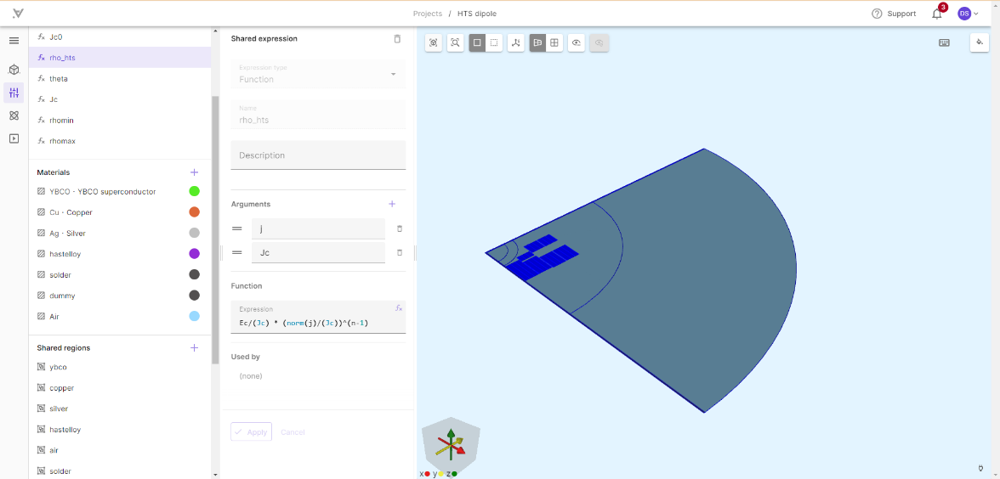 Projects / HTS dipole
Support
3
DS
Jc0
rho_hts
theta
Jc
rhomin
rhomax
Materials
YBCO - YBCO superconductor
Cu - Copper
Ag - Silver
hastelloy
solder
dummy
Air
Shared regions
ybco
copper
silver
hastelloy
air
solder
Shared expression
Expression type
Function
Name
rho_hts
Description
Arguments
j
Jc
Function
Expression
Ec/(Jc) * (norm(j)/(Jc))^(n-1)
Used by
(none)
Apply
Cancel
x y z